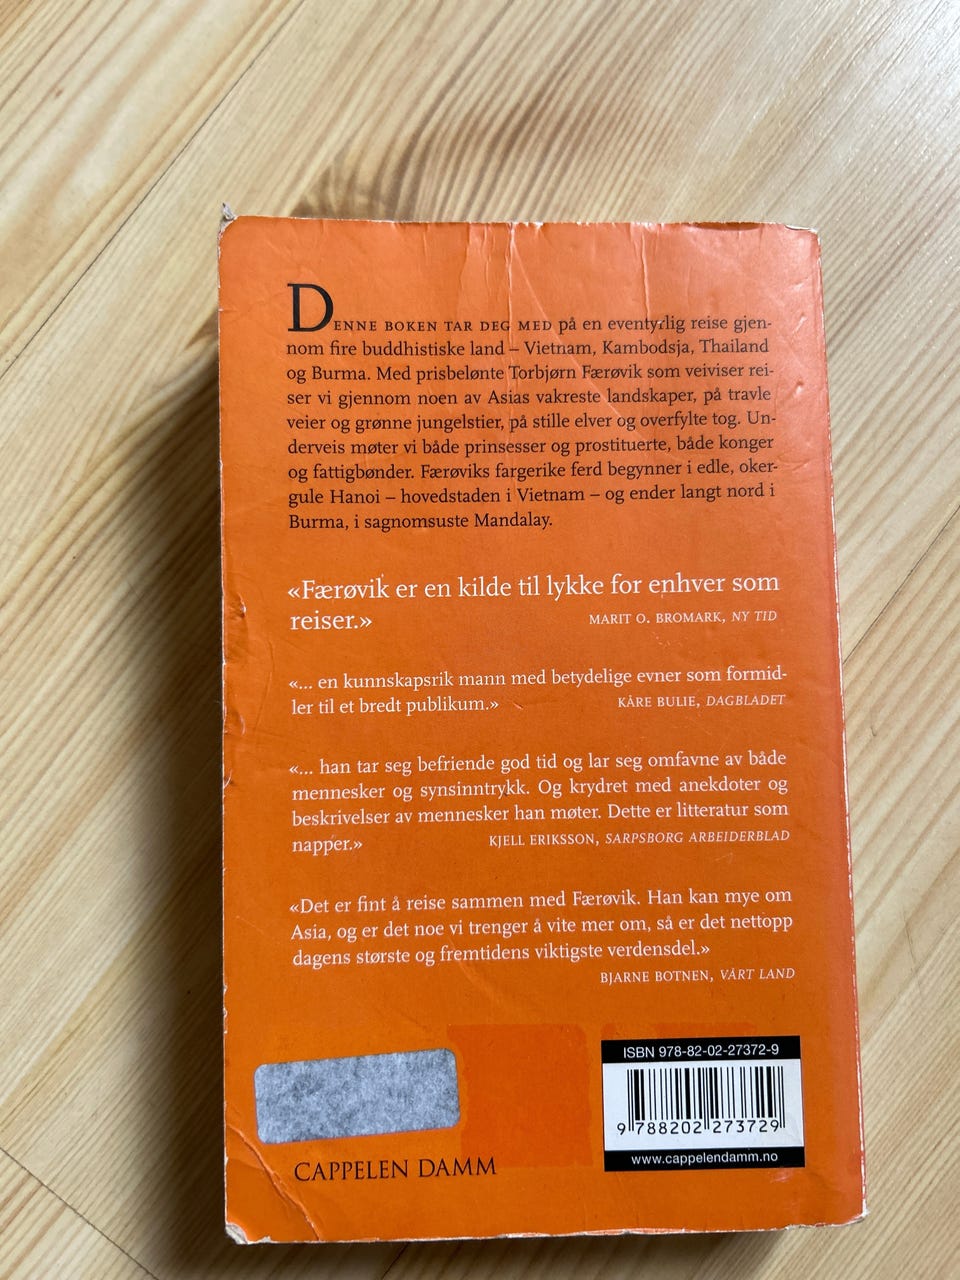 DENNE BOKEN TAR DEG MED på en eventyrlig reise gjen-
nom fire buddhistiske land – Vietnam, Kambodsja, Thailand
og Burma. Med prisbelønte Torbjørn Færøvik som veiviser rei-
ser vi gjennom noen av Asias vakreste landskaper, på travle
veier og grønne jungelstier, på stille elver og overfylte tog. Un-
derveis møter vi både prinsesser og prostituerte, både konger
og fattigbønder. Færøviks fargerike ferd begynner i edle, oker-
gule Hanoi – hovedstaden i Vietnam – og ender langt nord i
Burma, i sagnomsuste Mandalay.
«Færøvik er en kilde til lykke for enhver som
reiser.» MARIT O. BROMARK, NY TID
«... en kunnskapsrik mann med betydelige evner som formid-
ler til et bredt publikum.» KÅRE BULIE, DAGBLADET
«... han tar seg befriende god tid og lar seg omfavne av både
mennesker og synsinntrykk. Og krydret med anekdoter og
beskrivelser av mennesker han møter. Dette er litteratur som
napper.» KJELL ERIKSSON, SARPSBORG ARBEIDERBLAD
«Det er fint å reise sammen med Færøvik. Han kan mye om
Asia, og er det noe vi trenger å vite mer om, så er det nettopp
dagens største og fremtidens viktigste verdensdel.»
BJARNE BOTNEN, VÅRT LAND
ISBN 978-82-02-27372-9
9 788202 273729
www.cappelendamm.no
CAPPELEN DAMM